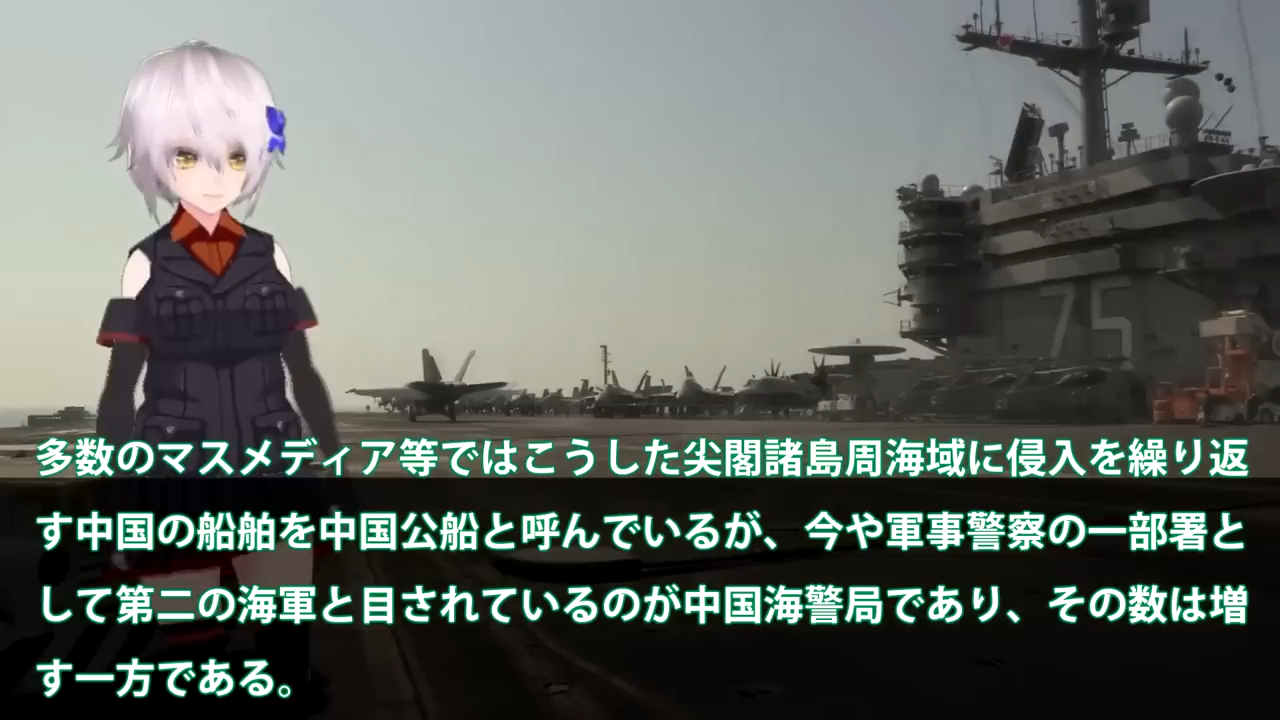 75
多数のマスメディア等ではこうした尖閣諸島周海域に侵入を繰り返
す中国の船舶を中国公船と呼んでいるが、今や軍事警察の一部署と
して第二の海軍と目されているのが中国海警局であり、その数は増
す一方である。